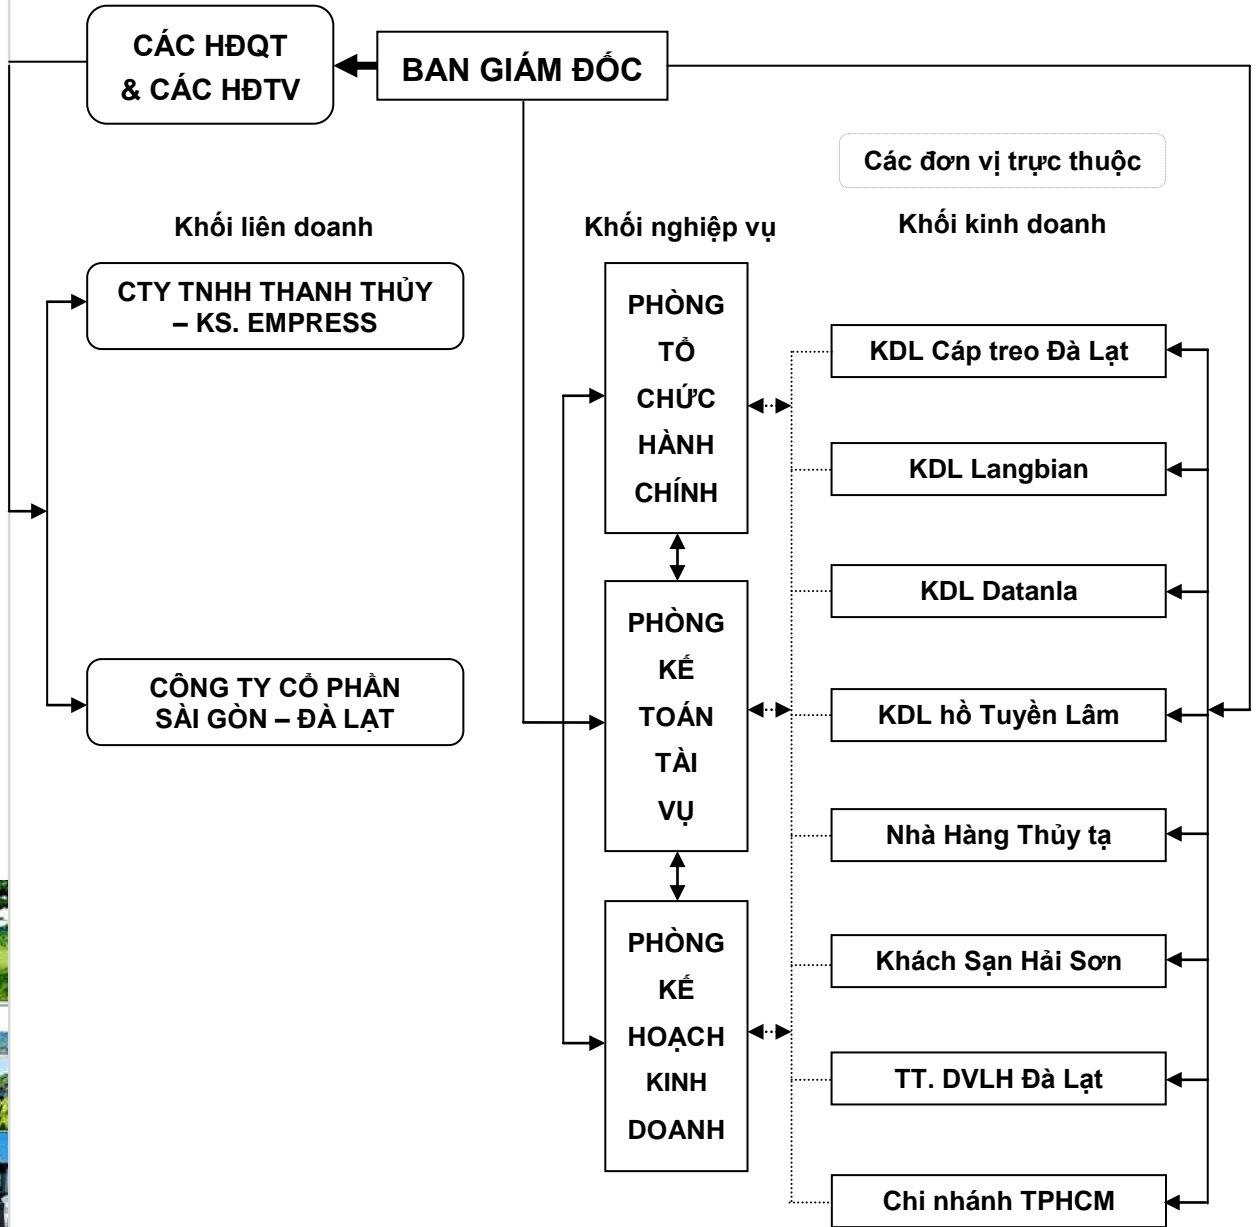 CÁC HĐQT
& CÁC HĐTV
BAN GIÁM ĐỐC
Các đơn vị trực thuộc
Khối liên doanh
Khối nghiệp vụ
Khối kinh doanh
CTY TNHH THANH THỦY
– KS. EMPRESS
CÔNG TY CỔ PHẦN
SÀI GÒN – ĐÀ LẠT
PHÒNG
TỔ
CHỨC
HÀNH
CHÍNH
PHÒNG
KẾ
TOÁN
TÀI
VỤ
PHÒNG
KẾ
HOẠCH
KINH
DOANH
KDL Cáp treo Đà Lạt
KDL Langbian
KDL Datanla
KDL hồ Tuyền Lâm
Nhà Hàng Thủy tạ
Khách Sạn Hải Sơn
TT. DVLH Đà Lạt
Chi nhánh TPHCM